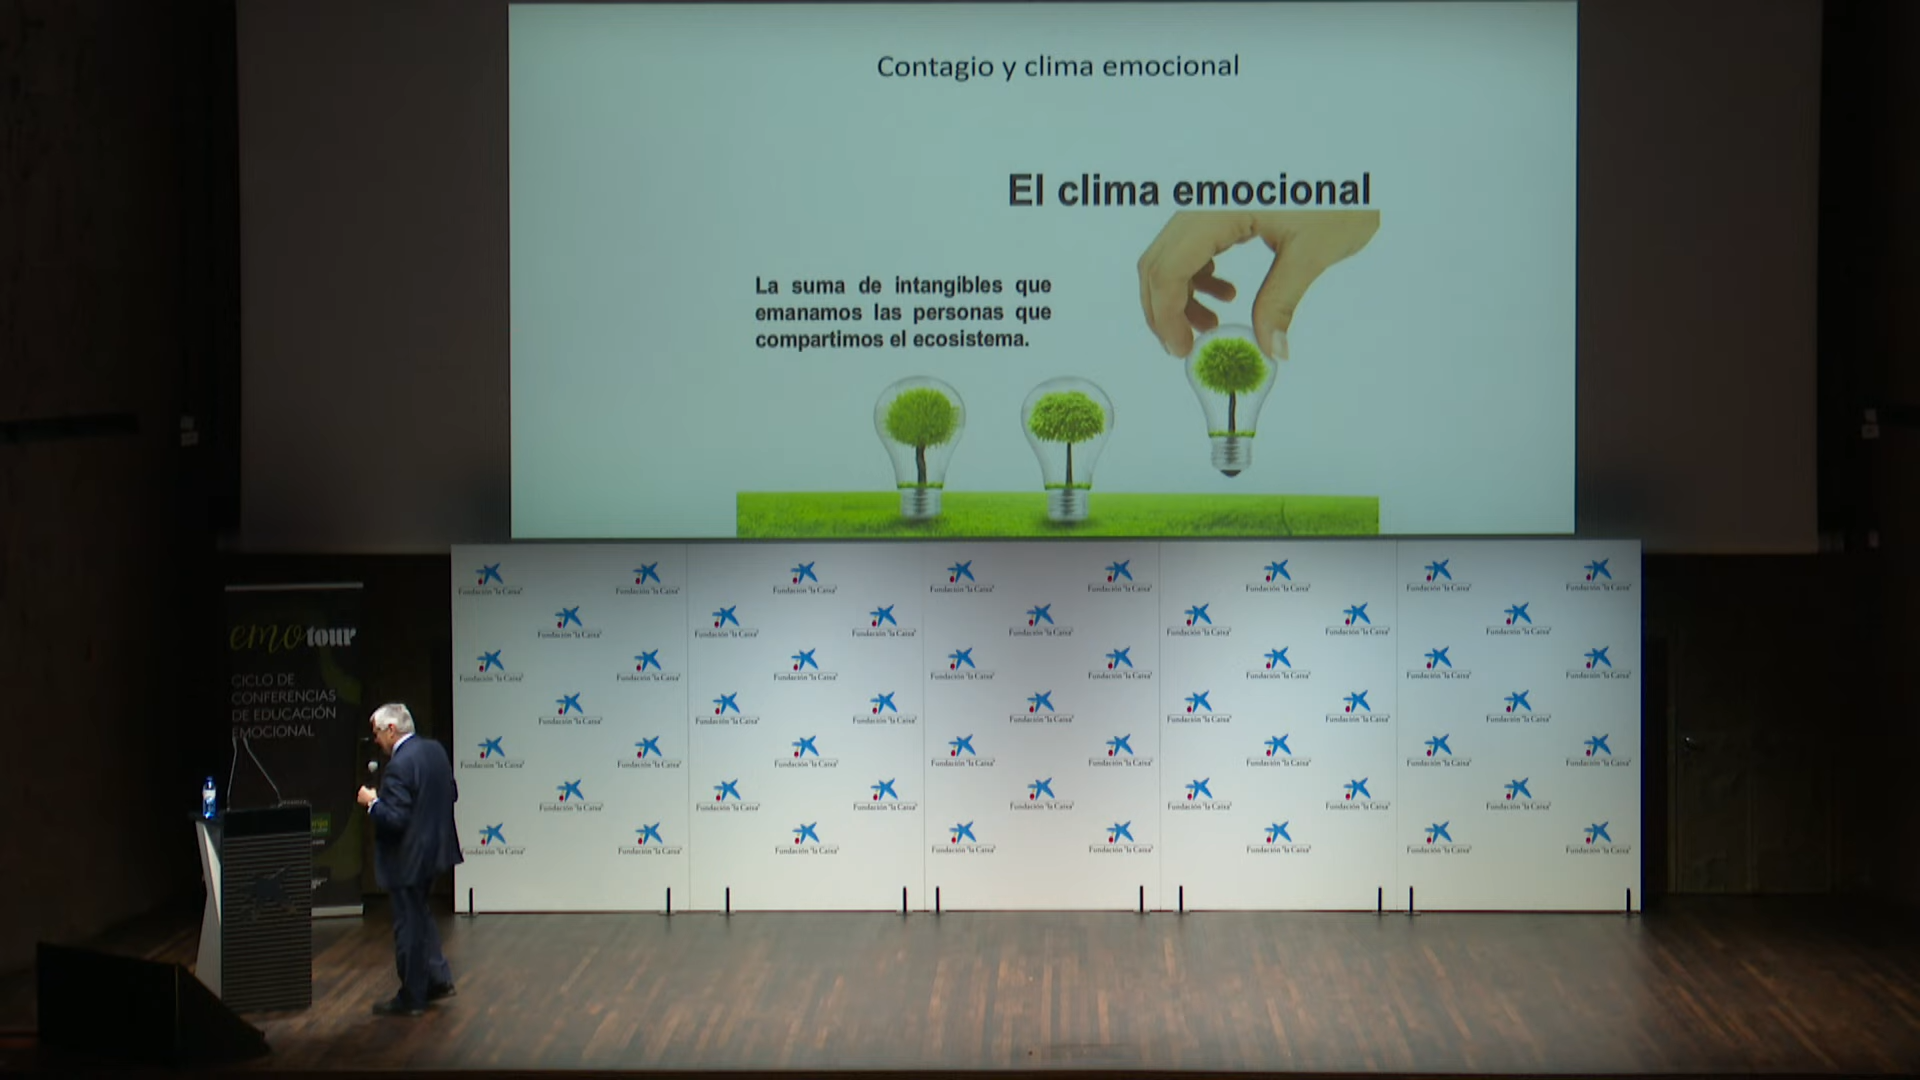 Contagio y clima emocional
El clima emocional
La suma de intangibles que
emanamos las personas que
compartimos el ecosistema.
emotour
CICLO DE
CONFERENCIAS
DE EDUCACIÓN
EMOCIONAL
Fundación "la Caixa"